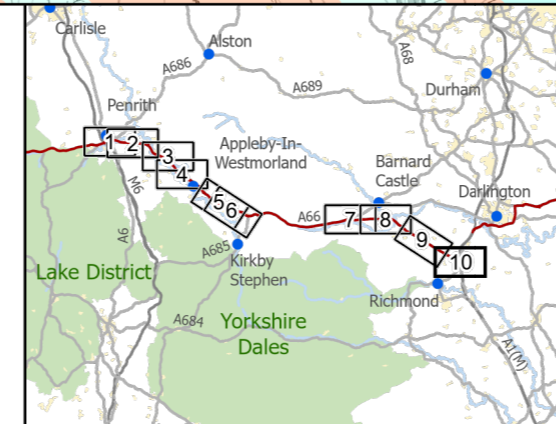 Carlisle
Alston
A686
A689
A68
Durham
Penrith
1
2
3
4
Appleby-In-
Westmorland
Barnard
Castle
Darlington
M6
5
6
A66
7
8
9
10
A6
A685
Kirkby
Stephen
Lake District
Richmond
A684
Yorkshire
Dales
A1(M)